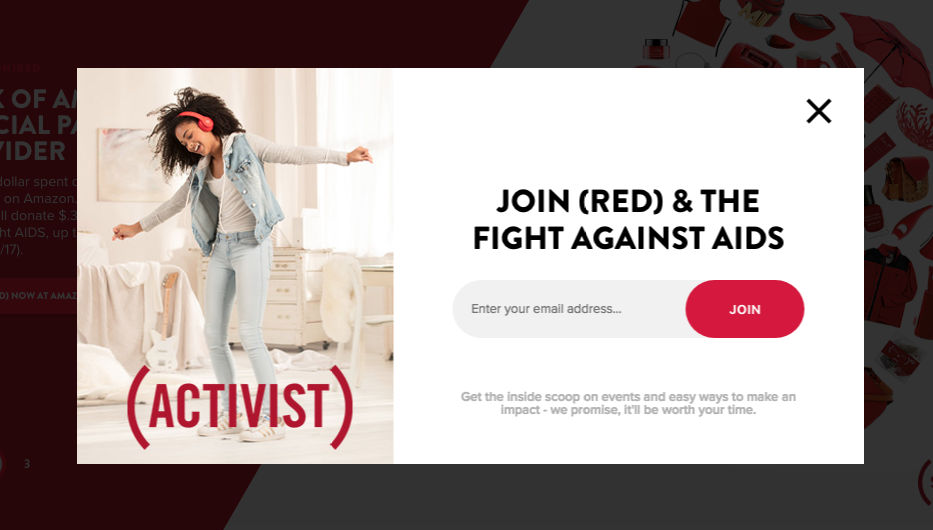 K OF AM
CIAL PA
VIDER
dollar spent o
on Amazon,
ll donate $.3
ht AIDS, up t
/17).
D) NOW AT AMAZ
3
JOIN (RED) & THE
FIGHT AGAINST AIDS
Enter your email address...
JOIN
Get the inside scoop on events and easy ways to make an
impact - we promise, it'll be worth your time.
(ACTIVIST)